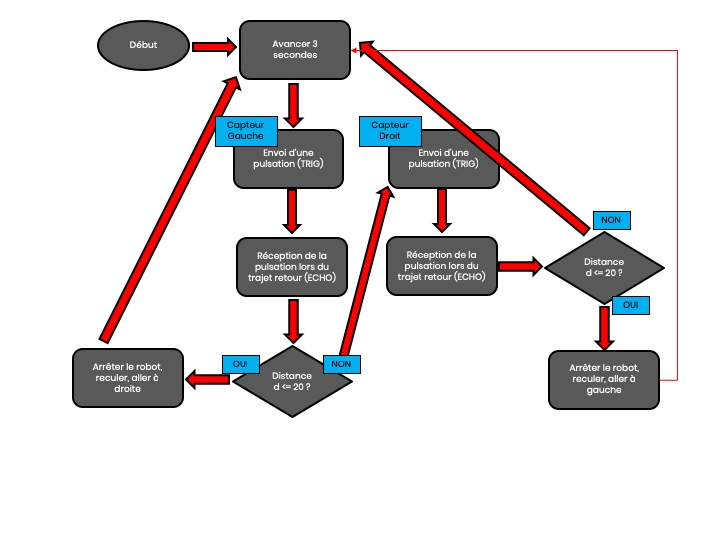 Début
Avancer 3
secondes
Capteur
Gauche
Envoi d'une
pulsation (TRIG)
Capteur
Droit
Envoi d'une
pulsation (TRIG)
Réception de la
pulsation lors du
trajet retour (ECHO)
Réception de la
pulsation lors du
trajet retour (ECHO)
NON
Distance
d <= 20 ?
OUI
Arrêter le robot,
reculer, aller à
droite
OUI
Distance
d <= 20 ?
NON
Arrêter le robot,
reculer, aller à
gauche